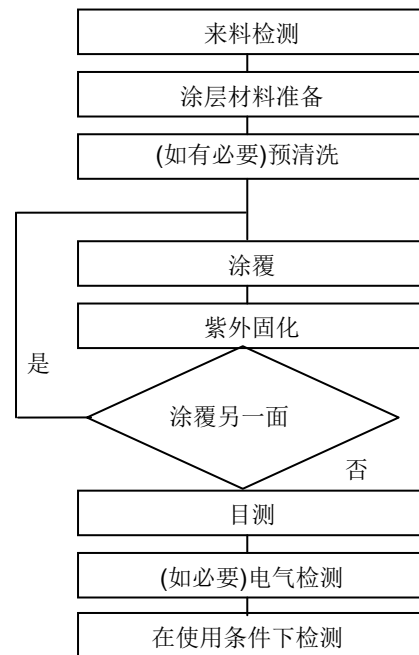 来料检测
涂层材料准备
(如有必要)预清洗
涂覆
紫外固化
是
涂覆另一面
否
目测
(如必要)电气检测
在使用条件下检测